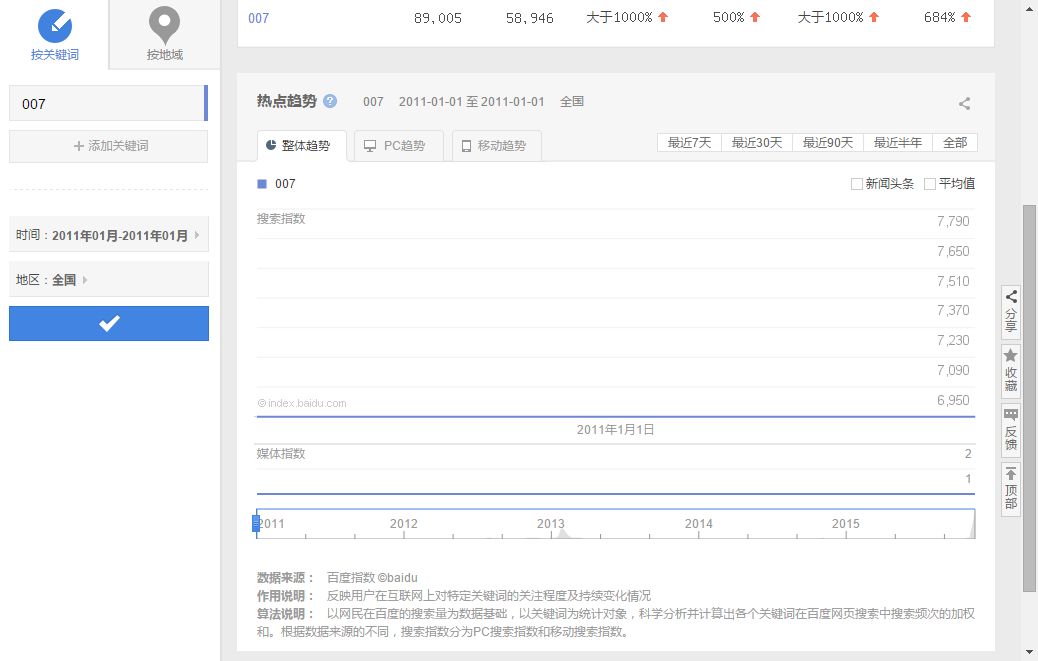 按关键词
按地域
007
添加关键词
时间：2011年01月-2011年01月
地区：全国
007 89,005 58,946 大于1000% 500% 大于1000% 684%
热点趋势 ? 007 2011-01-01 至 2011-01-01 全国
整体趋势 PC趋势 移动趋势 最近7天 最近30天 最近90天 最近半年 全部
007 新闻头条 平均值
搜索指数
7,790
7,650
7,510
7,370
7,230
7,090
6,950
©index.baidu.com
2011年1月1日
媒体指数 2
1
2011 2012 2013 2014 2015
数据来源： 百度指数 ©baidu
作用说明： 反映用户在互联网上对特定关键词的关注程度及持续变化情况
算法说明： 以网民在百度的搜索量为数据基础，以关键词为统计对象，科学分析并计算出各个关键词在百度网页搜索中搜索频次的加权
和。根据数据来源的不同，搜索指数分为PC搜索指数和移动搜索指数。
分享
收藏
反馈
顶部